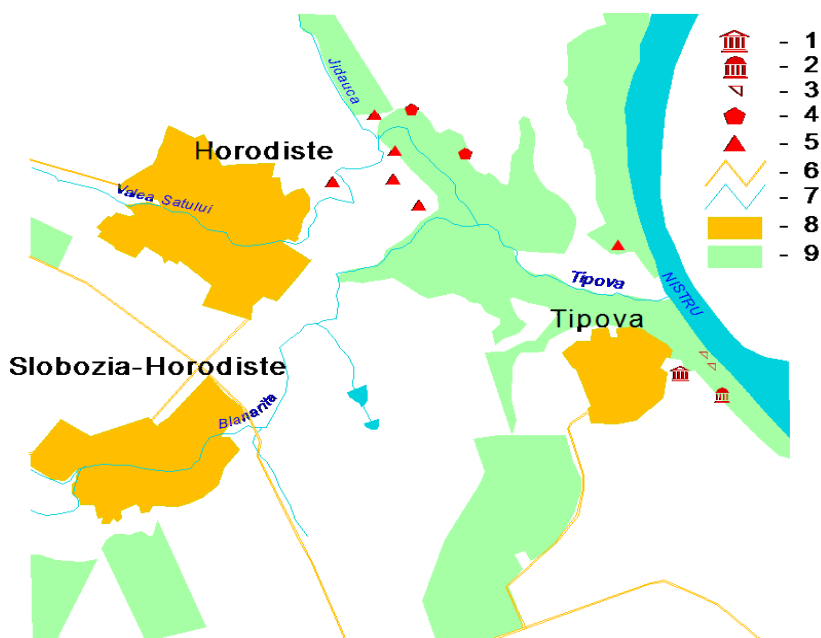 - 1
- 2
- 3
- 4
- 5
- 6
- 7
- 8
- 9
Jidauca
Horodiste
Valea Satului
Tipova
NISTRU
Tipova
Slobozia-Horodiste
Blanarita